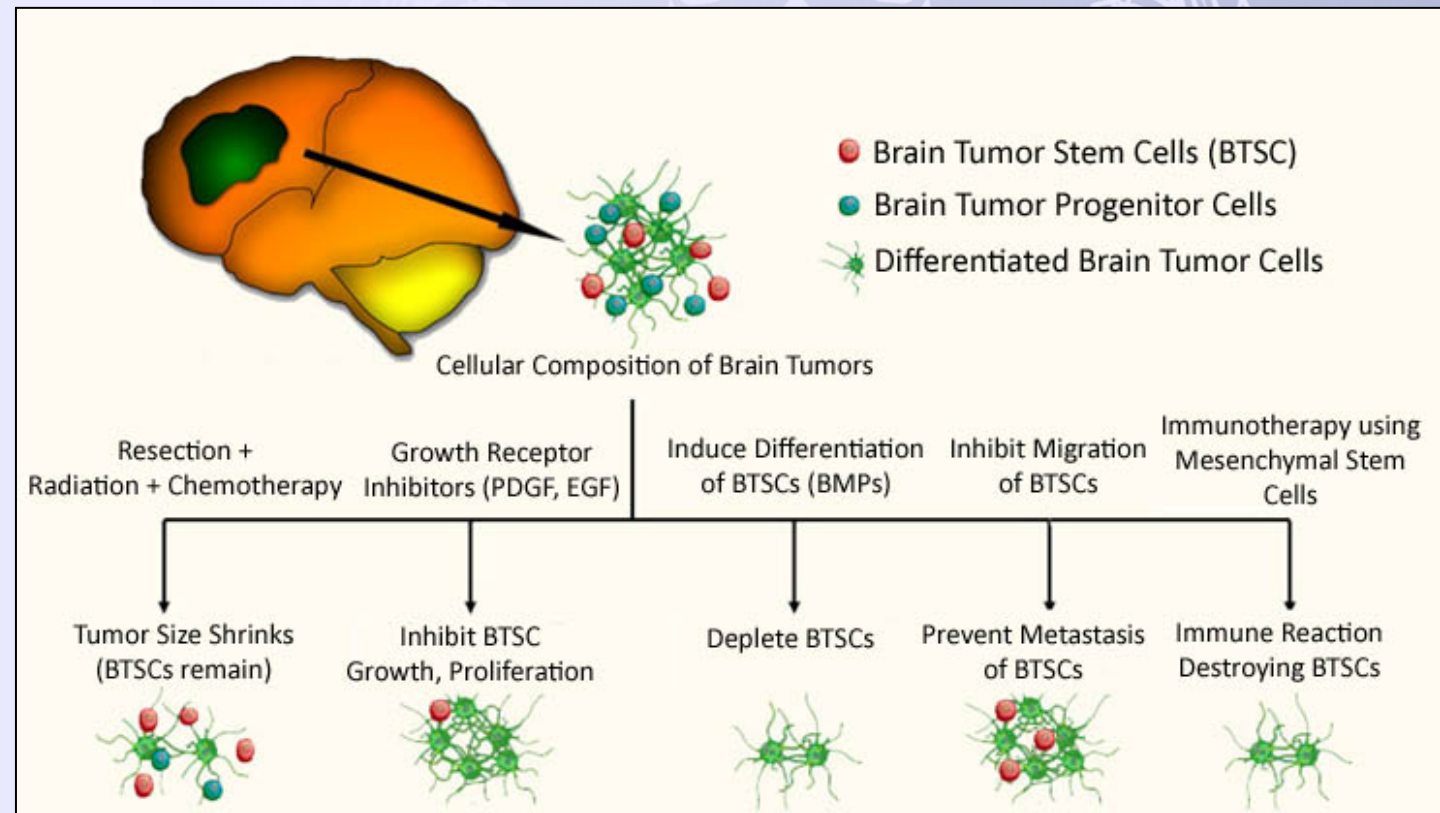 Brain Tumor Stem Cells (BTSC)
Brain Tumor Progenitor Cells
Differentiated Brain Tumor Cells
Cellular Composition of Brain Tumors
Resection +
Radiation + Chemotherapy
Growth Receptor
Inhibitors (PDGF, EGF)
Induce Differentiation
of BTSCs (BMPs)
Inhibit Migration
of BTSCs
Immunotherapy using
Mesenchymal Stem
Cells
Tumor Size Shrinks
(BTSCs remain)
Inhibit BTSC
Growth, Proliferation
Deplete BTSCs
Prevent Metastasis
of BTSCs
Immune Reaction
Destroying BTSCs